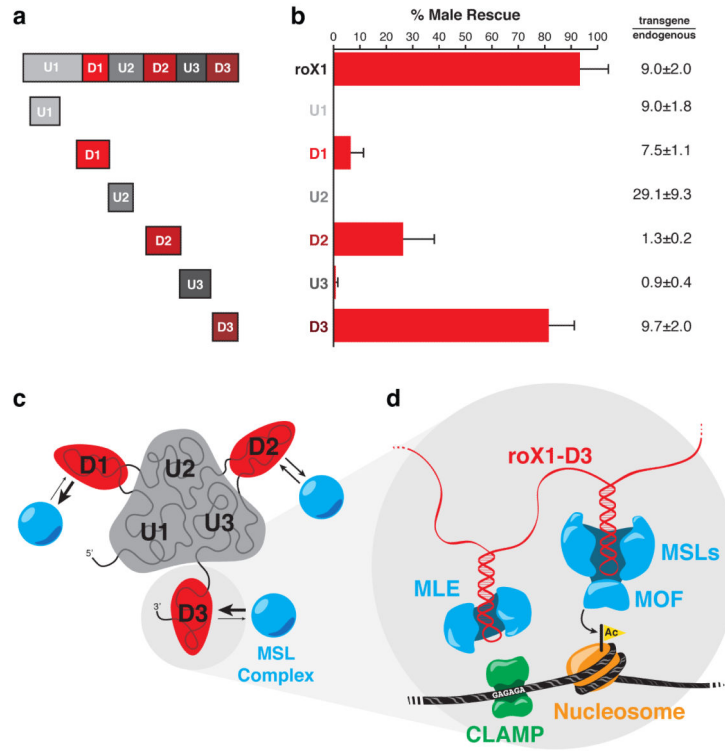 a
U1 D1 U2 D2 U3 D3
U1
D1
U2
D2
U3
D3
b
% Male Rescue
transgene
endogenous
0 10 20 30 40 50 60 70 80 90 100
roX1 9.0±2.0
U1 9.0±1.8
D1 7.5±1.1
U2 29.1±9.3
D2 1.3±0.2
U3 0.9±0.4
D3 9.7±2.0
c
D1
U2
D2
U1
U3
5'
3'
D3
MSL
Complex
d
roX1-D3
MLE
MSLs
MOF
Ac
GAGAGA
CLAMP
Nucleosome